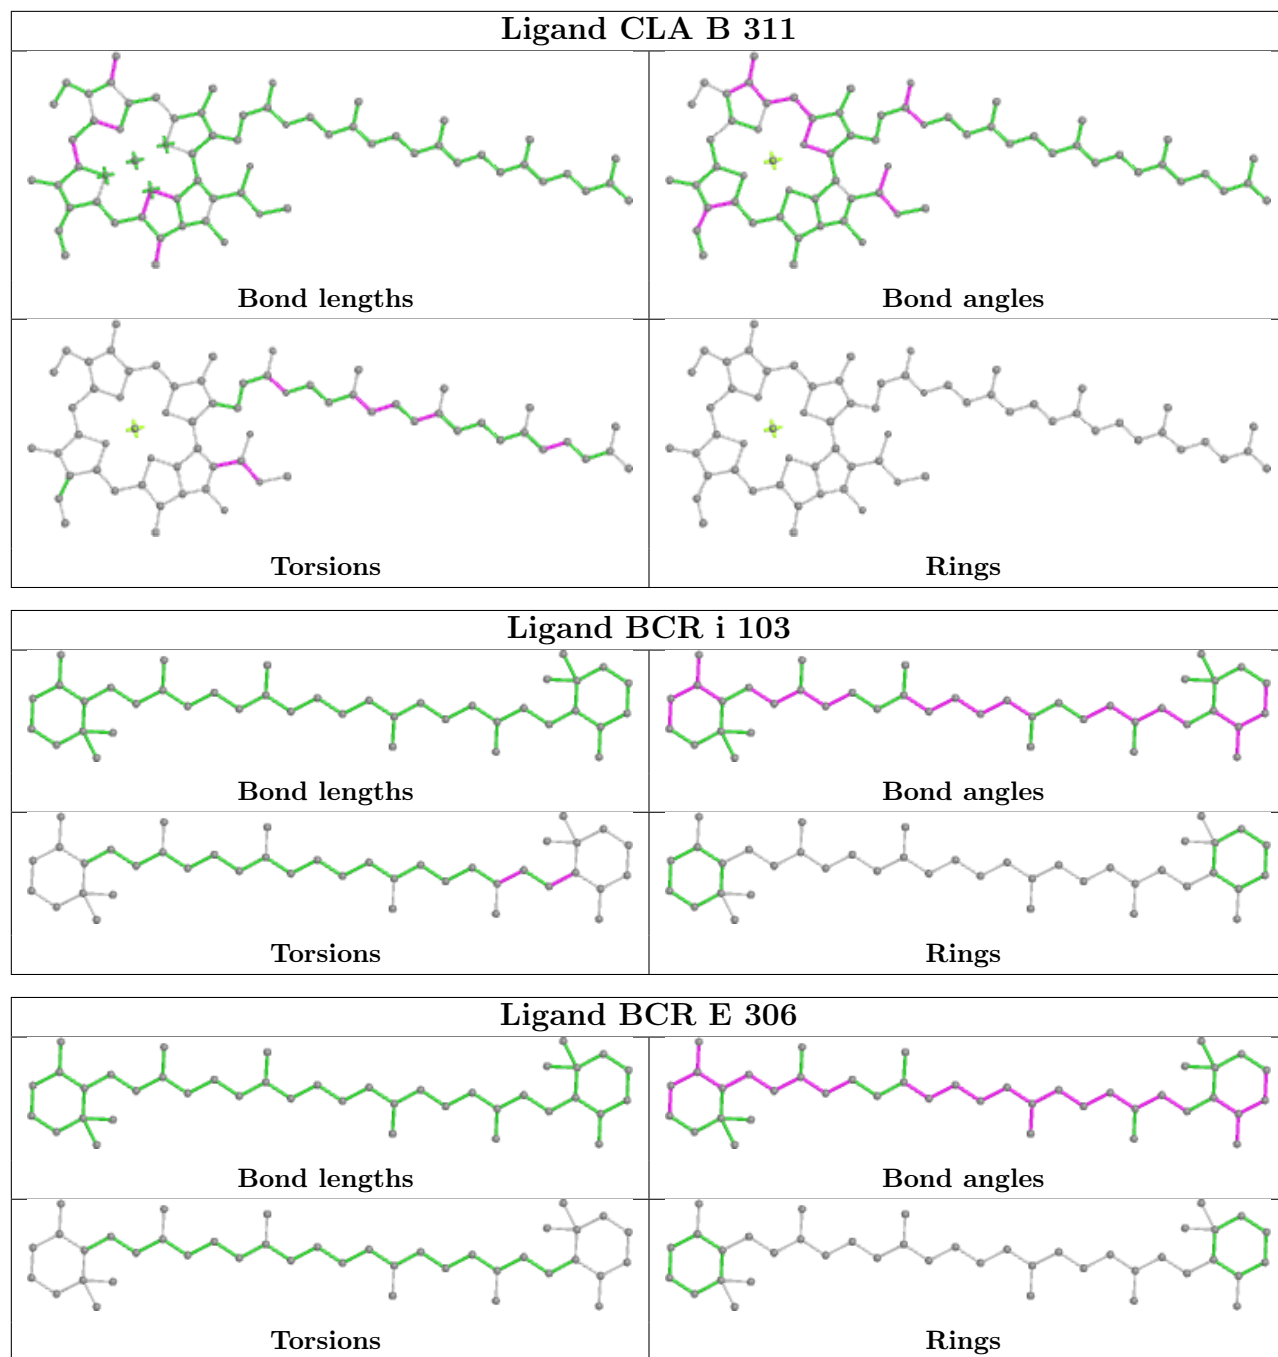 Ligand CLA B 311
Bond lengths
Bond angles
Torsions
Rings
Ligand BCR i 103
Bond lengths
Bond angles
Torsions
Rings
Ligand BCR E 306
Bond lengths
Bond angles
Torsions
Rings